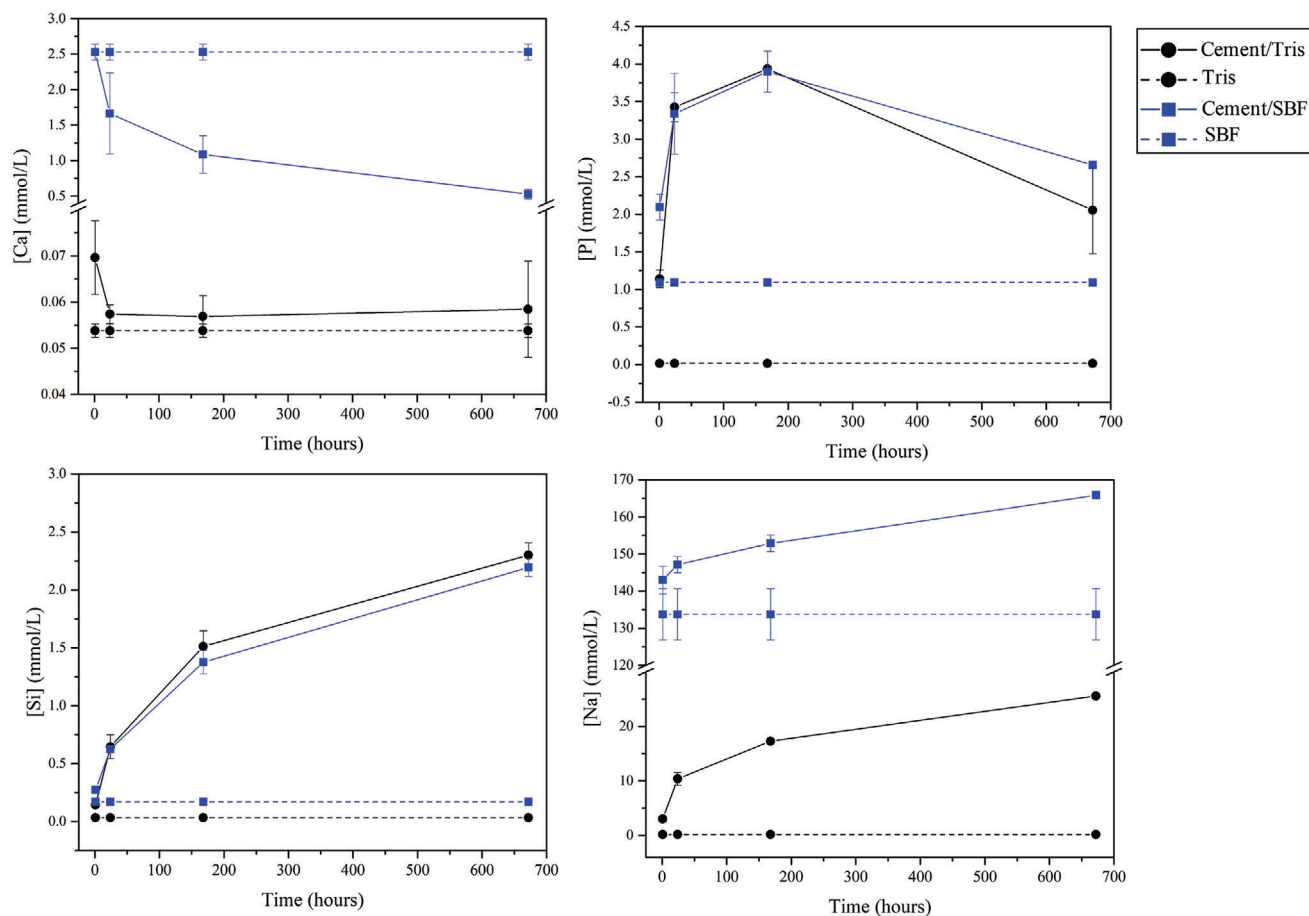 3.0
2.5
2.0
1.5
1.0
0.5
0.07
0.06
0.05
0.04
[Ca] (mmol/L)
0 100 200 300 400 500 600 700
Time (hours)
4.5
4.0
3.5
3.0
2.5
2.0
1.5
1.0
0.5
0.0
-0.5
[P] (mmol/L)
0 100 200 300 400 500 600 700
Time (hours)
Cement/Tris
Tris
Cement/SBF
SBF
3.0
2.5
2.0
1.5
1.0
0.5
0.0
[Si] (mmol/L)
0 100 200 300 400 500 600 700
Time (hours)
170
160
150
140
130
120
20
10
0
[Na] (mmol/L)
0 100 200 300 400 500 600 700
Time (hours)